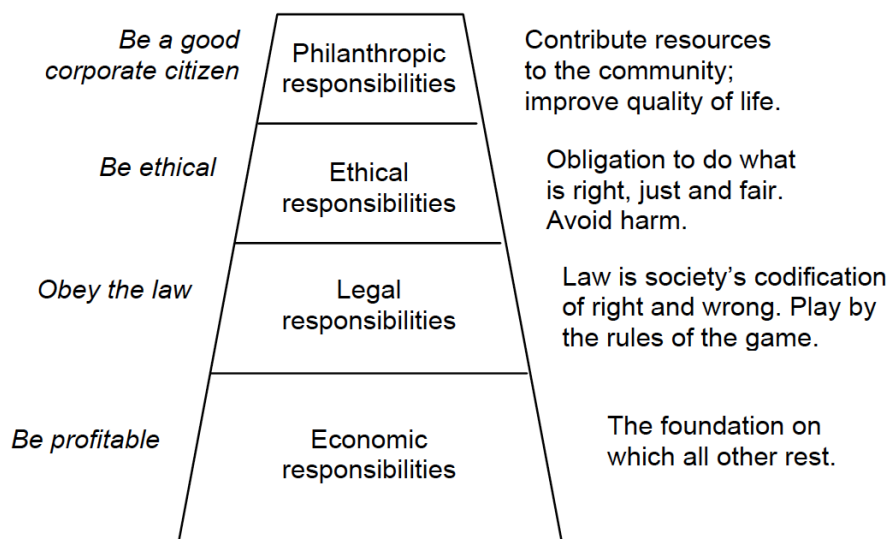 Be a good
corporate citizen
Philanthropic
responsibilities
Contribute resources
to the community;
improve quality of life.
Be ethical
Ethical
responsibilities
Obligation to do what
is right, just and fair.
Avoid harm.
Obey the law
Legal
responsibilities
Law is society's codification
of right and wrong. Play by
the rules of the game.
Be profitable
Economic
responsibilities
The foundation on
which all other rest.